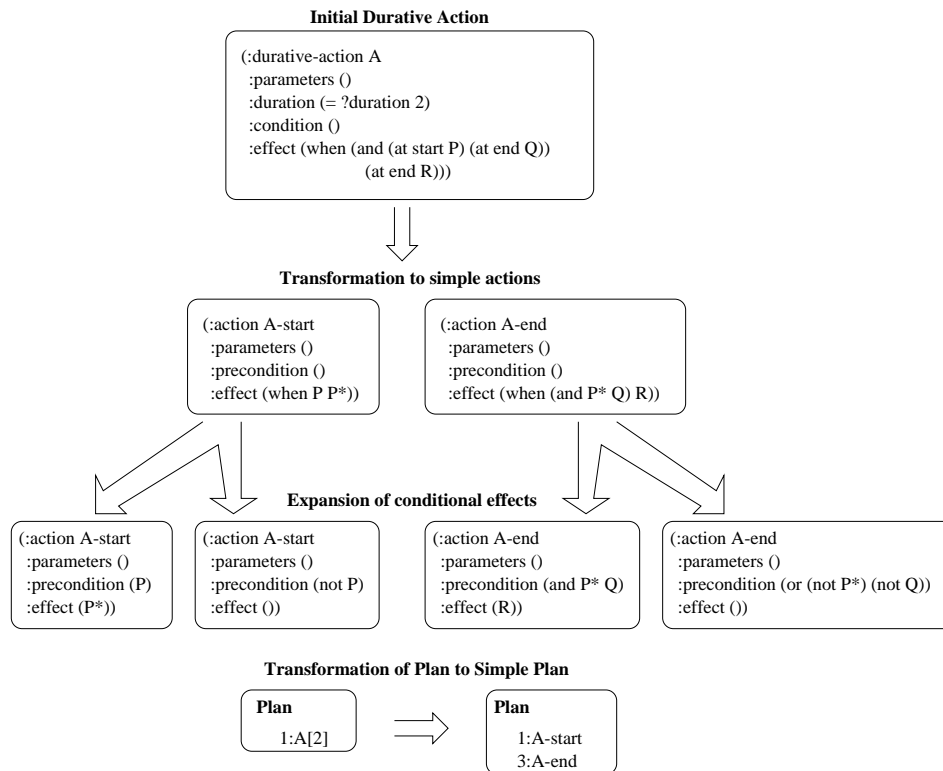 Initial Durative Action
(:durative-action A
:parameters ()
:duration (= ?duration 2)
:condition ()
:effect (when (and (at start P) (at end Q))
(at end R)))
Transformation to simple actions
(:action A-start
:parameters ()
:precondition ()
:effect (when P P*))
(:action A-end
:parameters ()
:precondition ()
:effect (when (and P* Q) R))
Expansion of conditional effects
(:action A-start
:parameters ()
:precondition (P)
:effect (P*))
(:action A-start
:parameters ()
:precondition (not P)
:effect ())
(:action A-end
:parameters ()
:precondition (and P* Q)
:effect (R))
(:action A-end
:parameters ()
:precondition (or (not P*) (not Q))
:effect ())
Transformation of Plan to Simple Plan
Plan
1:A[2]
Plan
1:A-start
3:A-end